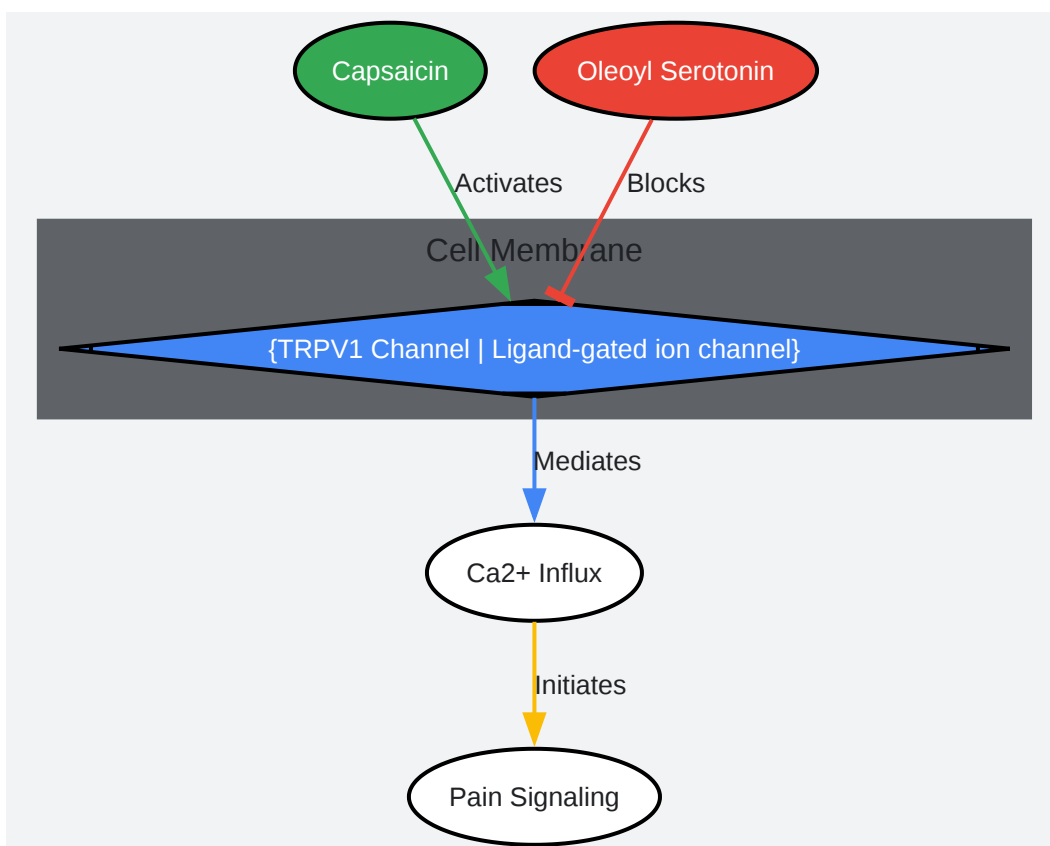 Capsaicin
Oleoyl Serotonin
Activates
Blocks
Cell Membrane
{TRPV1 Channel | Ligand-gated ion channel}
Mediates
Ca2+ Influx
Initiates
Pain Signaling